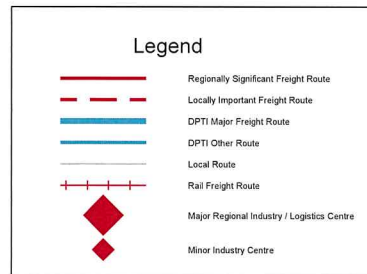 Legend
Regionally Significant Freight Route
Locally Important Freight Route
DPTI Major Freight Route
DPTI Other Route
Local Route
Rail Freight Route
Major Regional Industry / Logistics Centre
Minor Industry Centre